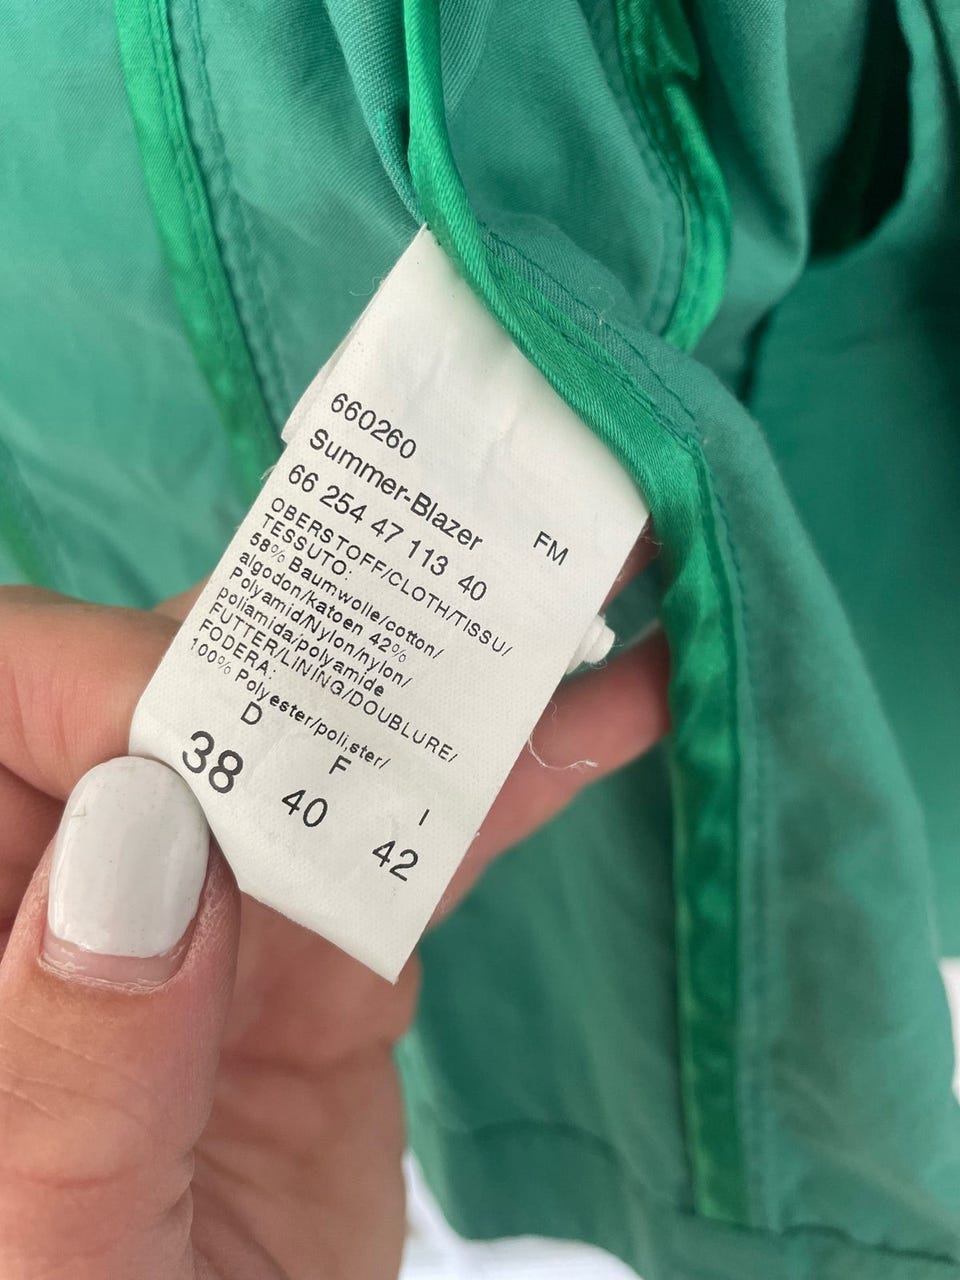 660260
Summer-Blazer FM
66 254 47 113 40
OBERSTOFF/CLOTH/TISSU/
TESSUTO:
58% Baumwolle/cotton/
algodon/katoen 42%
Polyamid/Nylon/nylon/
poliamida/Polyamide
FUTTER/LINING/DOUBLURE/
FODERA:
100% Polyester/poli,ster/
D F I
38 40 42